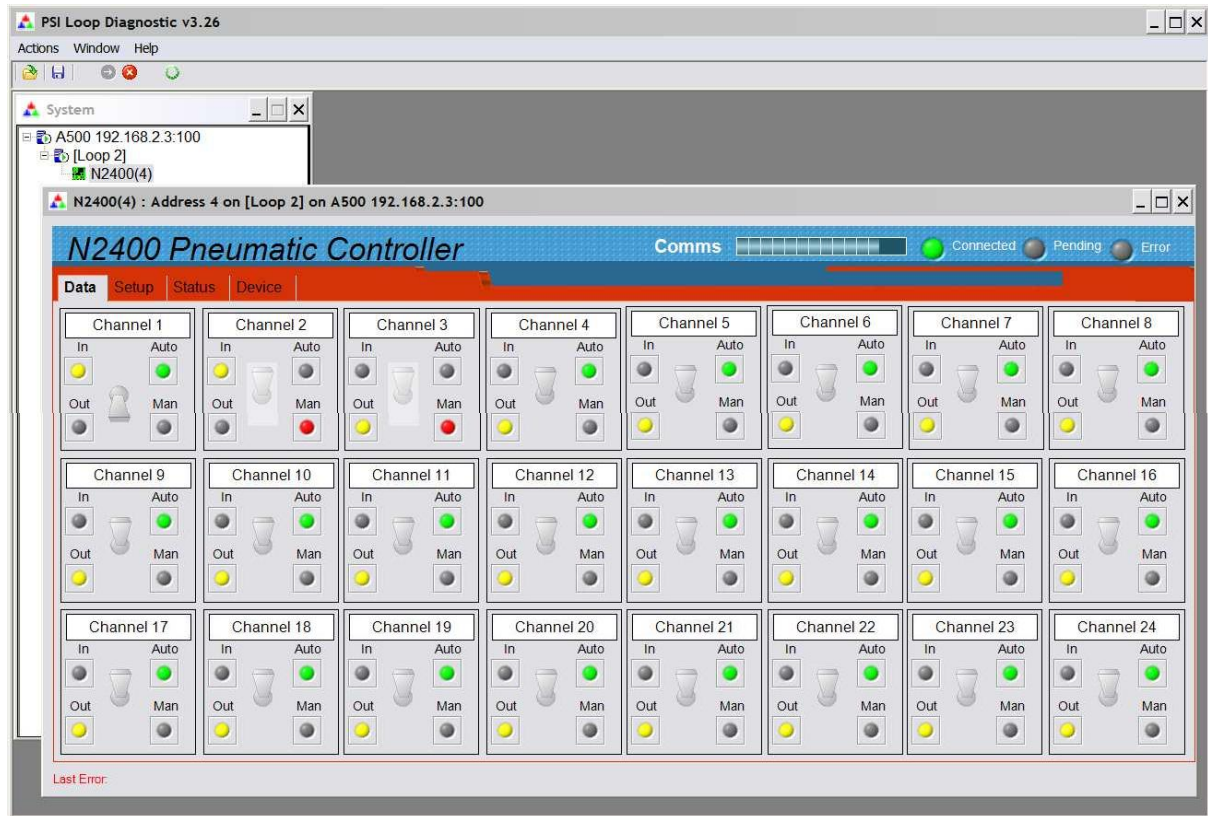 PSI Loop Diagnostic v3.26
Actions Window Help
System
A500 192.168.2.3:100
[Loop 2]
N2400(4)
N2400(4) : Address 4 on [Loop 2] on A500 192.168.2.3:100
N2400 Pneumatic Controller Comms Connected Pending Error
Data Setup Status Device
Channel 1 Channel 2 Channel 3 Channel 4 Channel 5 Channel 6 Channel 7 Channel 8
In Auto In Auto In Auto In Auto In Auto In Auto In Auto In Auto
Out Man Out Man Out Man Out Man Out Man Out Man Out Man Out Man
Channel 9 Channel 10 Channel 11 Channel 12 Channel 13 Channel 14 Channel 15 Channel 16
In Auto In Auto In Auto In Auto In Auto In Auto In Auto In Auto
Out Man Out Man Out Man Out Man Out Man Out Man Out Man Out Man
Channel 17 Channel 18 Channel 19 Channel 20 Channel 21 Channel 22 Channel 23 Channel 24
In Auto In Auto In Auto In Auto In Auto In Auto In Auto In Auto
Out Man Out Man Out Man Out Man Out Man Out Man Out Man Out Man
Last Error: